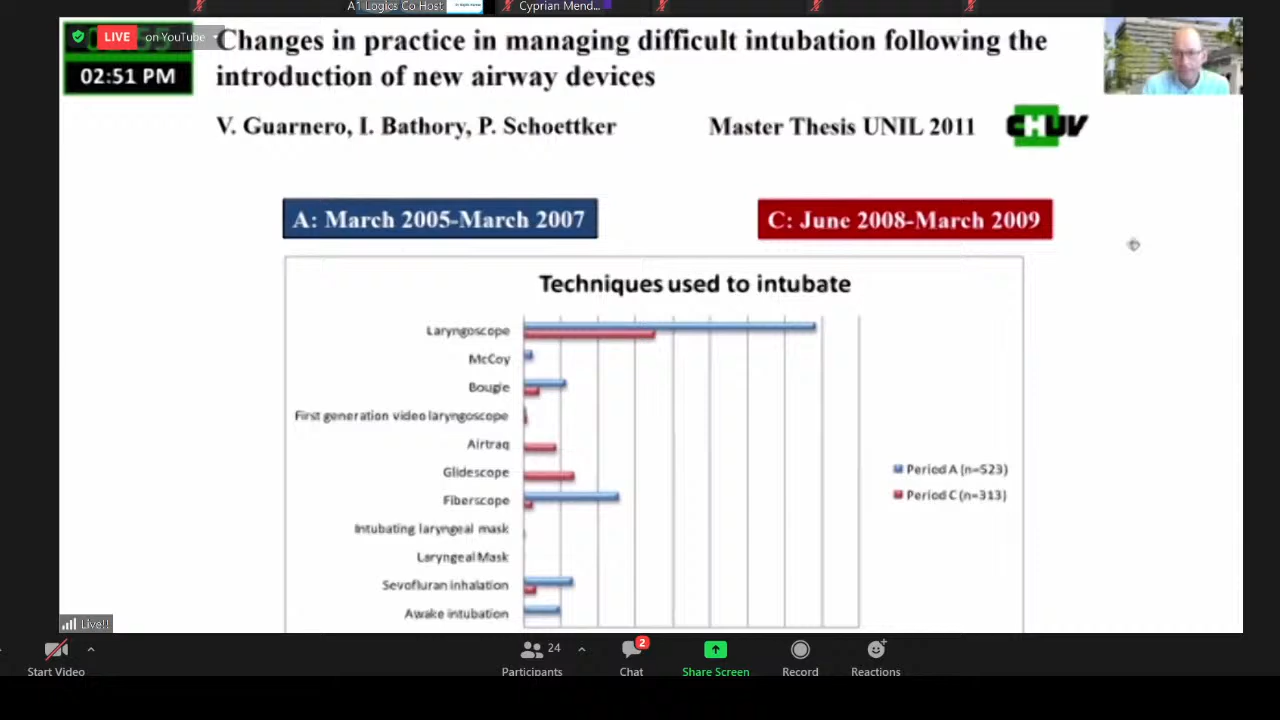 A1 Logics Co Host
Cyprian Mend...
LIVE on YouTube
02:51 PM
Changes in practice in managing difficult intubation following the
introduction of new airway devices
V. Guarnero, I. Bathory, P. Schoettker
Master Thesis UNIL 2011
CHUV
A: March 2005-March 2007
C: June 2008-March 2009
Techniques used to intubate
Laryngoscope
McCoy
Bougie
First generation video laryngoscope
Airtraq
Glidescope
Fiberscope
Intubating laryngeal mask
Laryngeal Mask
Sevofluran inhalation
Awake intubation
Period A (n=523)
Period C (n=313)
Live!!
Start Video
24
Participants
2
Chat
Share Screen
Record
Reactions